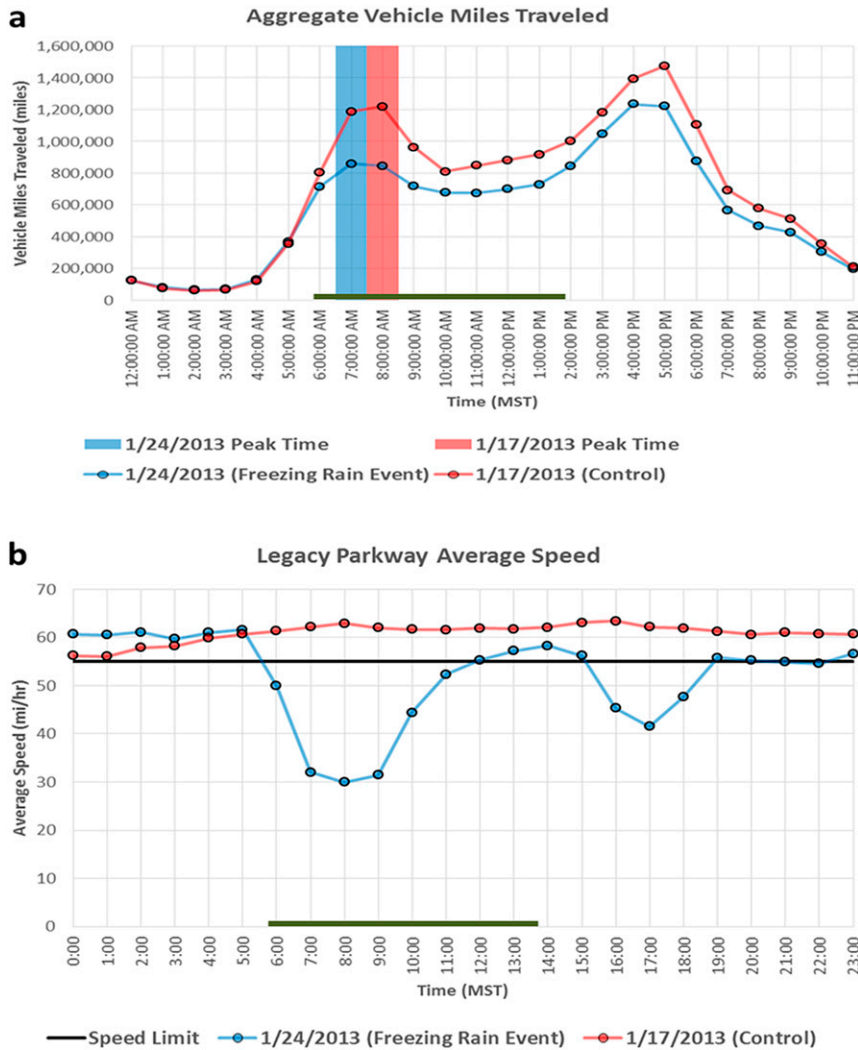 a
Aggregate Vehicle Miles Traveled
Vehicle Miles Traveled (miles)
1,600,000
1,400,000
1,200,000
1,000,000
800,000
600,000
400,000
200,000
0
12:00:00 AM
1:00:00 AM
2:00:00 AM
3:00:00 AM
4:00:00 AM
5:00:00 AM
6:00:00 AM
7:00:00 AM
8:00:00 AM
9:00:00 AM
10:00:00 AM
11:00:00 AM
12:00:00 PM
1:00:00 PM
2:00:00 PM
3:00:00 PM
4:00:00 PM
5:00:00 PM
6:00:00 PM
7:00:00 PM
8:00:00 PM
9:00:00 PM
10:00:00 PM
11:00:00 PM
Time (MST)
1/24/2013 Peak Time
1/17/2013 Peak Time
1/24/2013 (Freezing Rain Event)
1/17/2013 (Control)
b
Legacy Parkway Average Speed
Average Speed (mi/hr)
70
60
50
40
30
20
10
0
0:00
1:00
2:00
3:00
4:00
5:00
6:00
7:00
8:00
9:00
10:00
11:00
12:00
13:00
14:00
15:00
16:00
17:00
18:00
19:00
20:00
21:00
22:00
23:00
Time (MST)
Speed Limit
1/24/2013 (Freezing Rain Event)
1/17/2013 (Control)